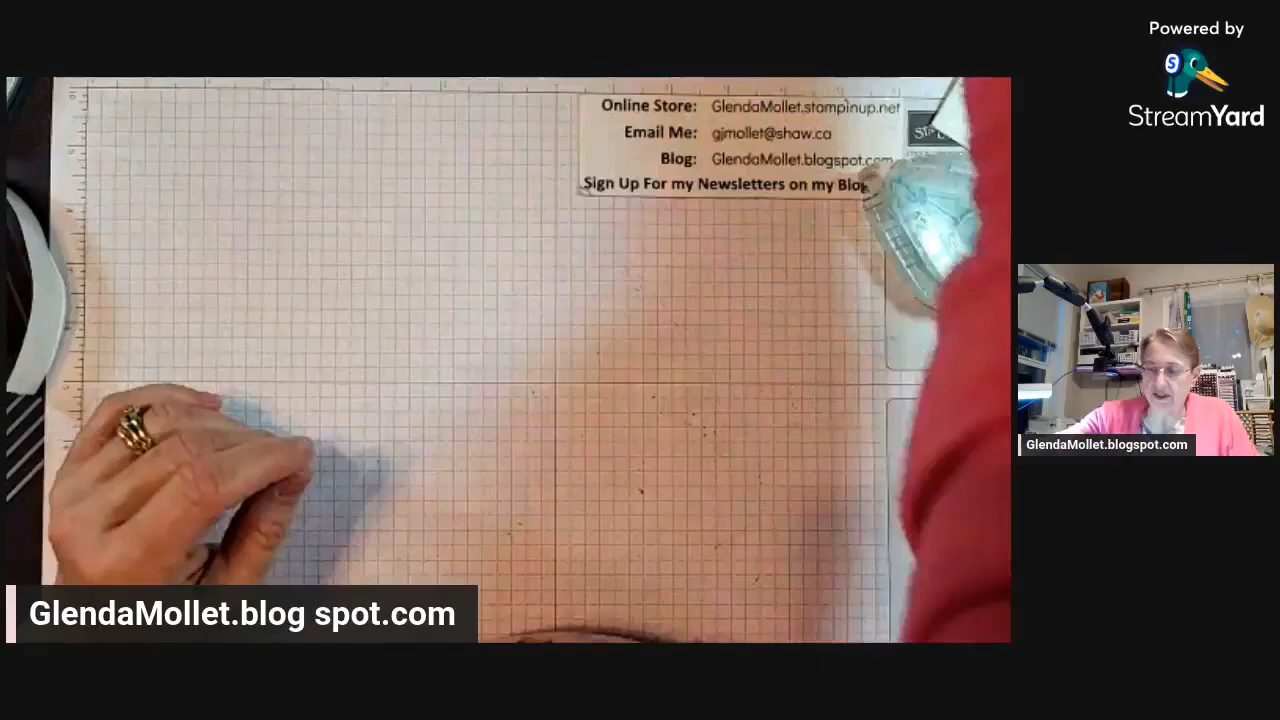 Powered by
StreamYard
Online Store: GlendaMollet.stampinup.net
Email Me: gjmollet@shaw.ca
Blog: GlendaMollet.blogspot.com
Sign Up For my Newsletters on my Blog
GlendaMollet.blogspot.com
GlendaMollet.blog spot.com